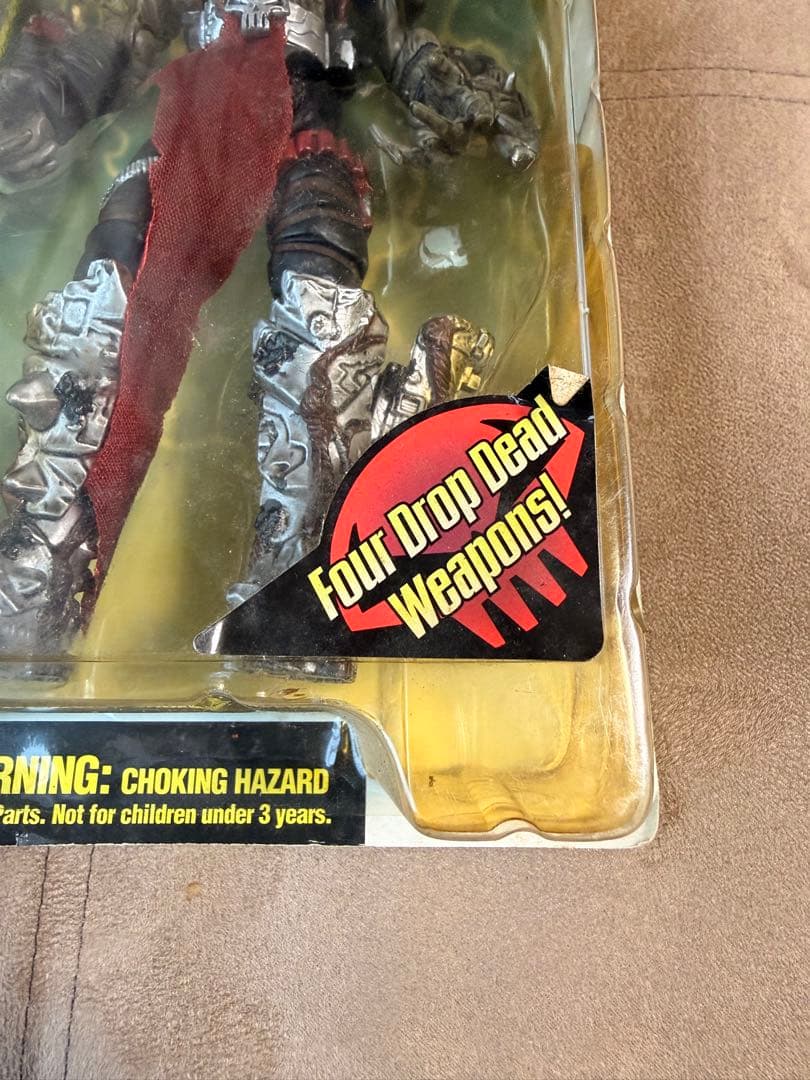 Four Drop Dead
Weapons!
RNING: CHOKING HAZARD
Parts. Not for children under 3 years.